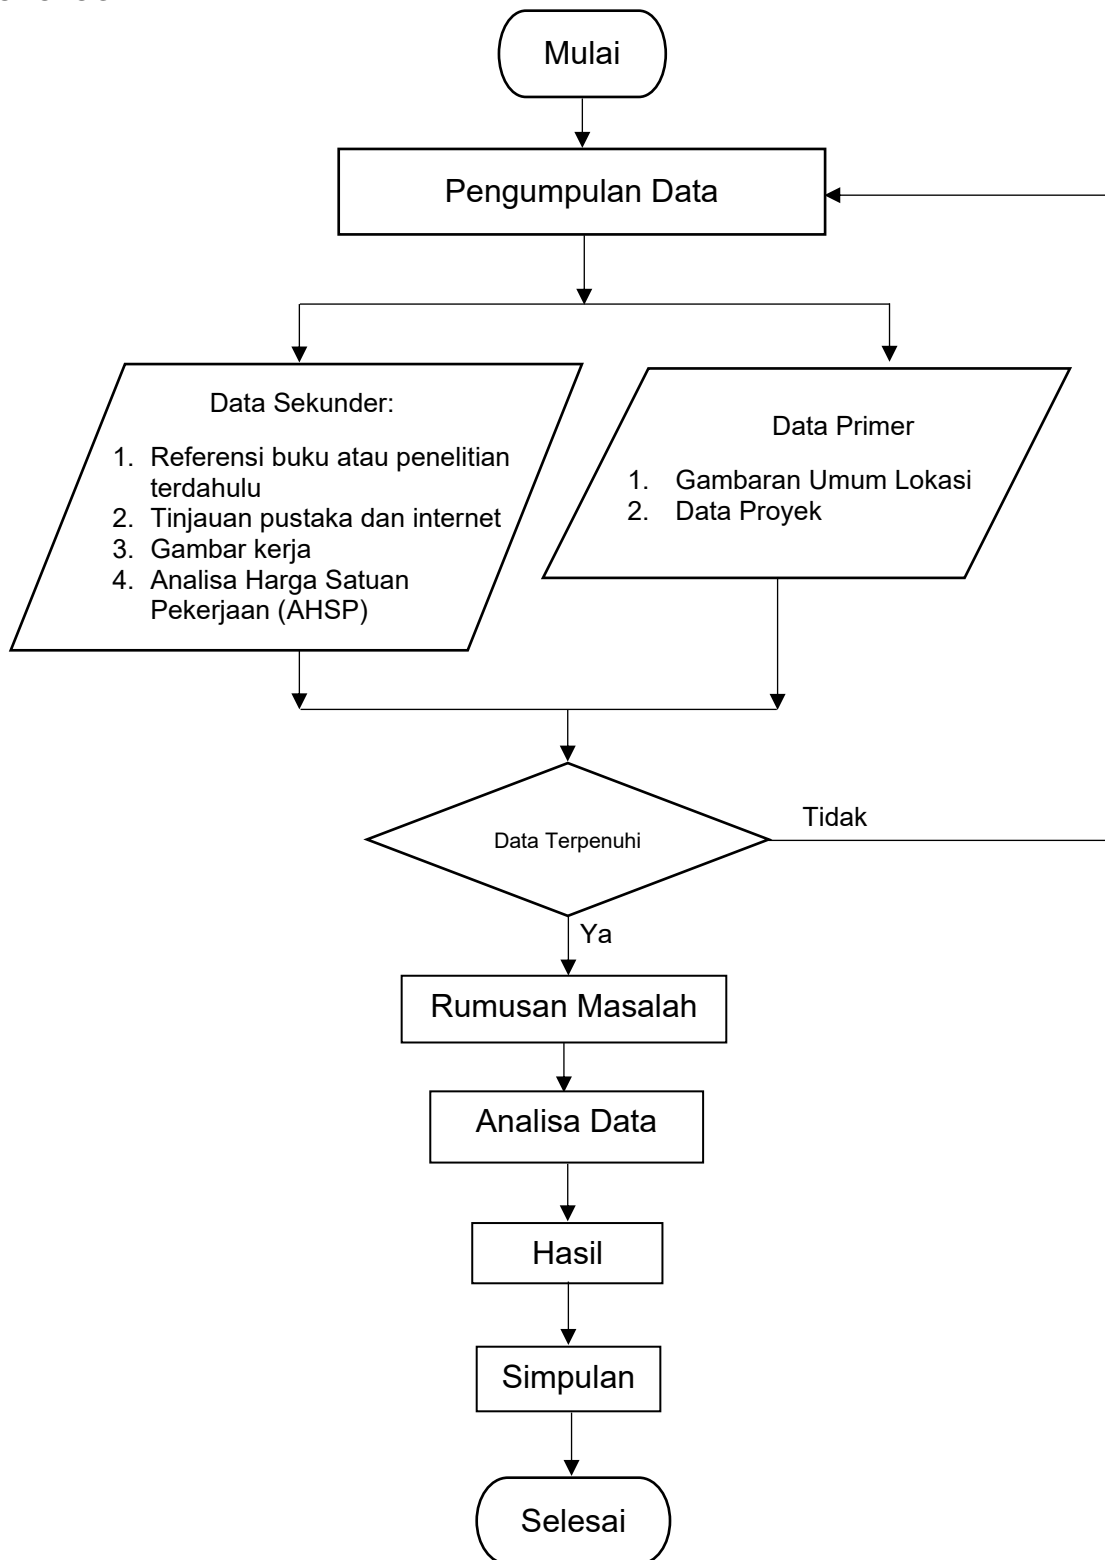 Mulai
Pengumpulan Data
Data Sekunder:
1. Referensi buku atau penelitian
terdahulu
2. Tinjauan pustaka dan internet
3. Gambar kerja
4. Analisa Harga Satuan
Pekerjaan (AHSP)
Data Primer
1. Gambaran Umum Lokasi
2. Data Proyek
Data Terpenuhi
Tidak
Ya
Rumusan Masalah
Analisa Data
Hasil
Simpulan
Selesai